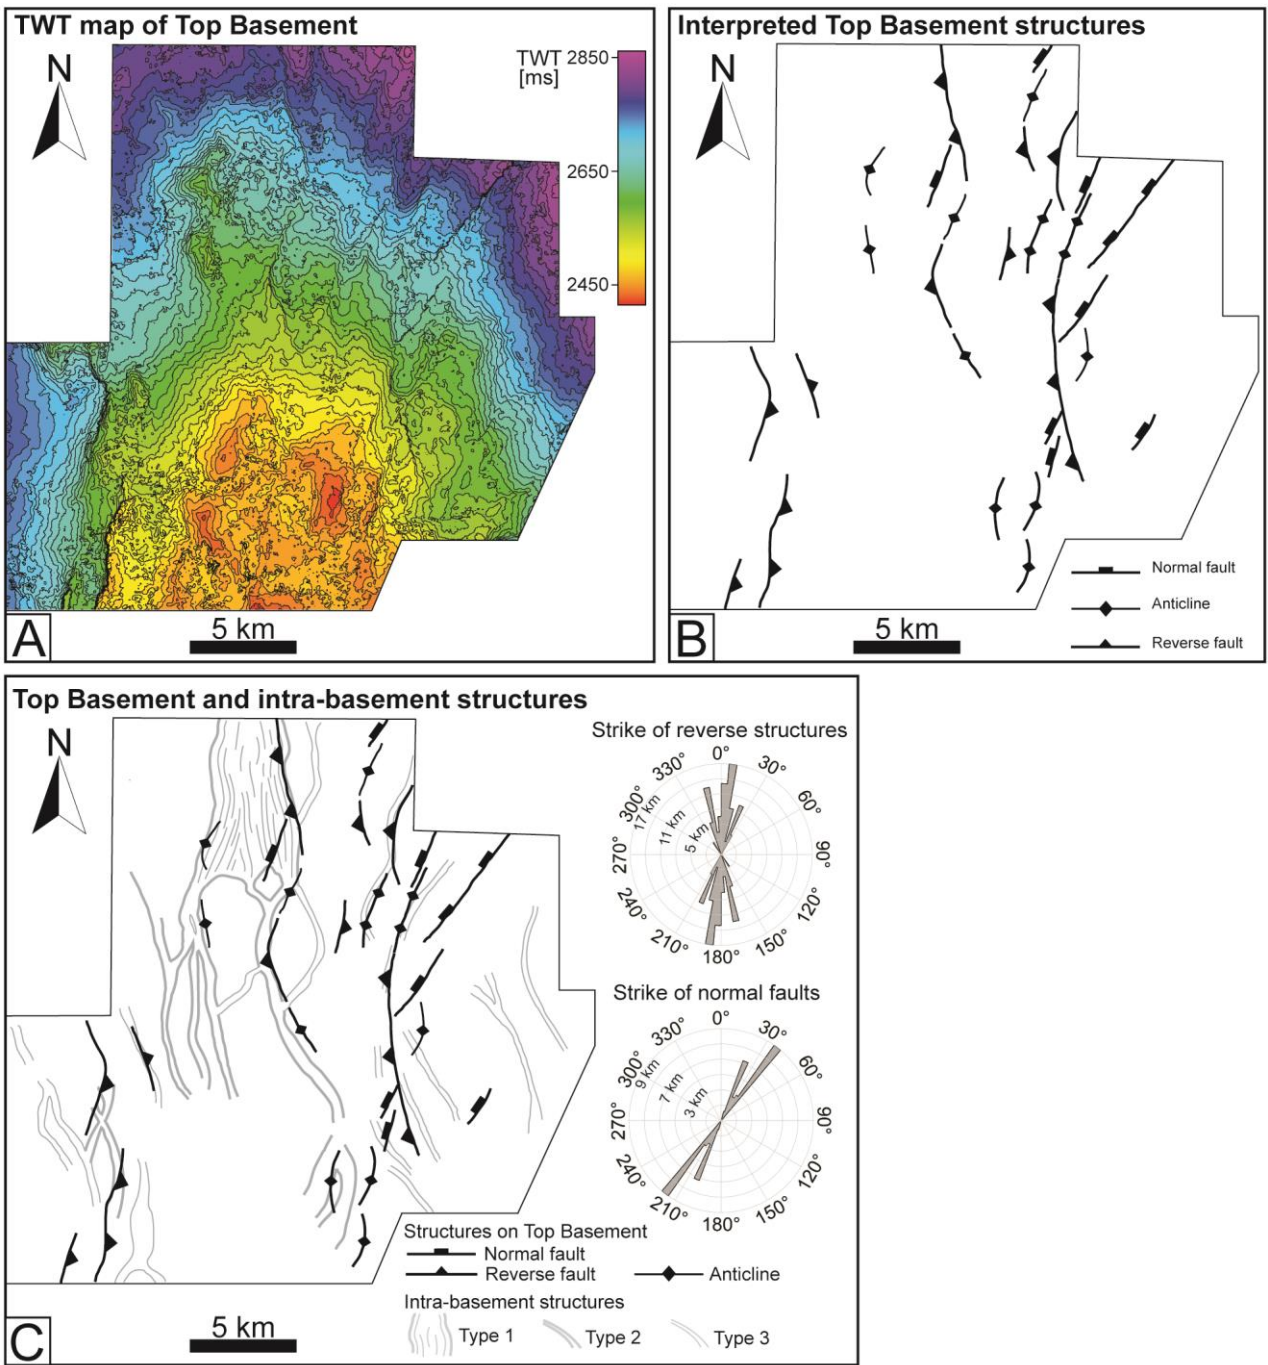 TWT map of Top Basement
N
TWT
[ms]
2850
2650
2450
A
5 km
Interpreted Top Basement structures
N
Normal fault
Anticline
Reverse fault
B
5 km
Top Basement and intra-basement structures
N
Strike of reverse structures
0°
30°
60°
90°
120°
150°
180°
210°
240°
270°
300°
330°
17 km
11 km
5 km
Strike of normal faults
0°
30°
60°
90°
120°
150°
180°
210°
240°
270°
300°
330°
9 km
7 km
3 km
Structures on Top Basement
Normal fault
Reverse fault
Anticline
Intra-basement structures
Type 1
Type 2
Type 3
C
5 km